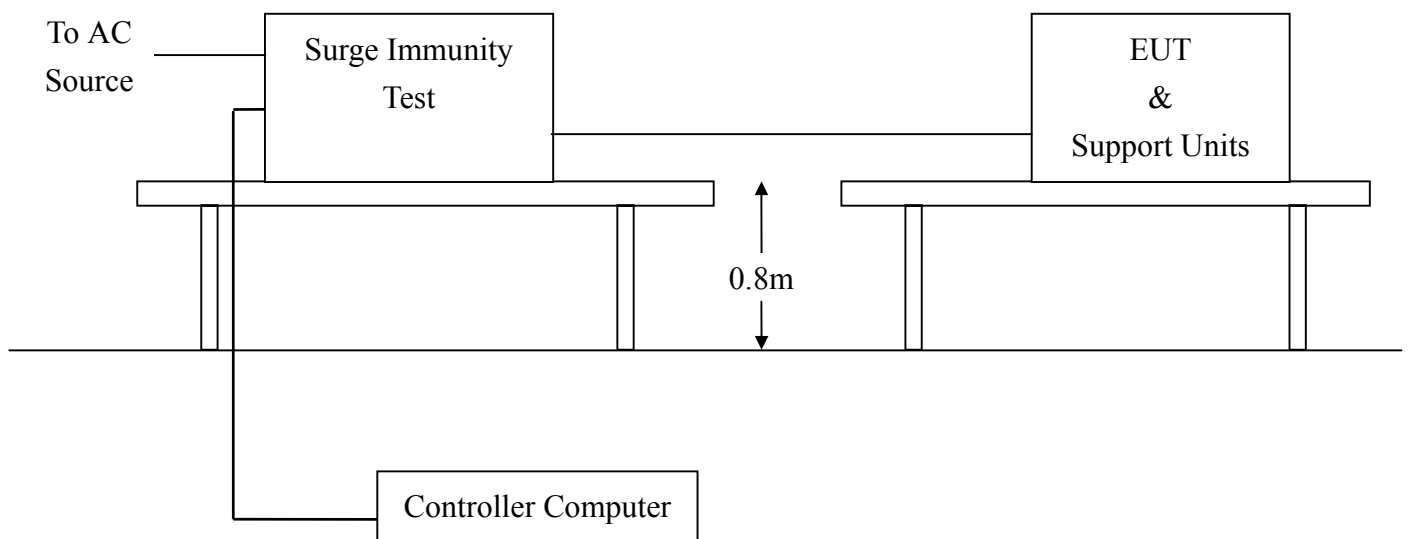 To AC
Source
Surge Immunity
Test
EUT
&
Support Units
0.8m
Controller Computer